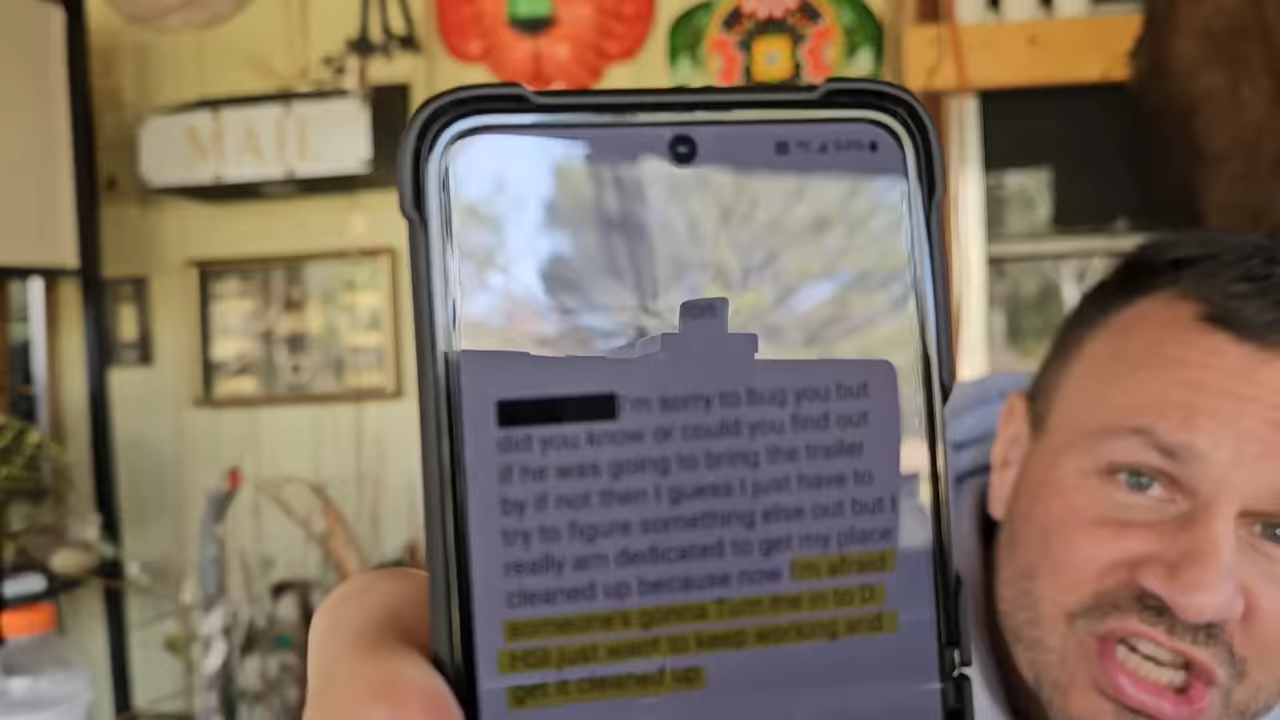 MAIL
I'm sorry to bug you but
did you know or could you find out
if he was going to bring the trailer
by if not then I guess I just have to
try to figure something else out but I
really am dedicated to get my place
cleaned up because now I'm afraid
someone's gonna Turn the in to D
HSI just want to keep working and
get it cleaned up